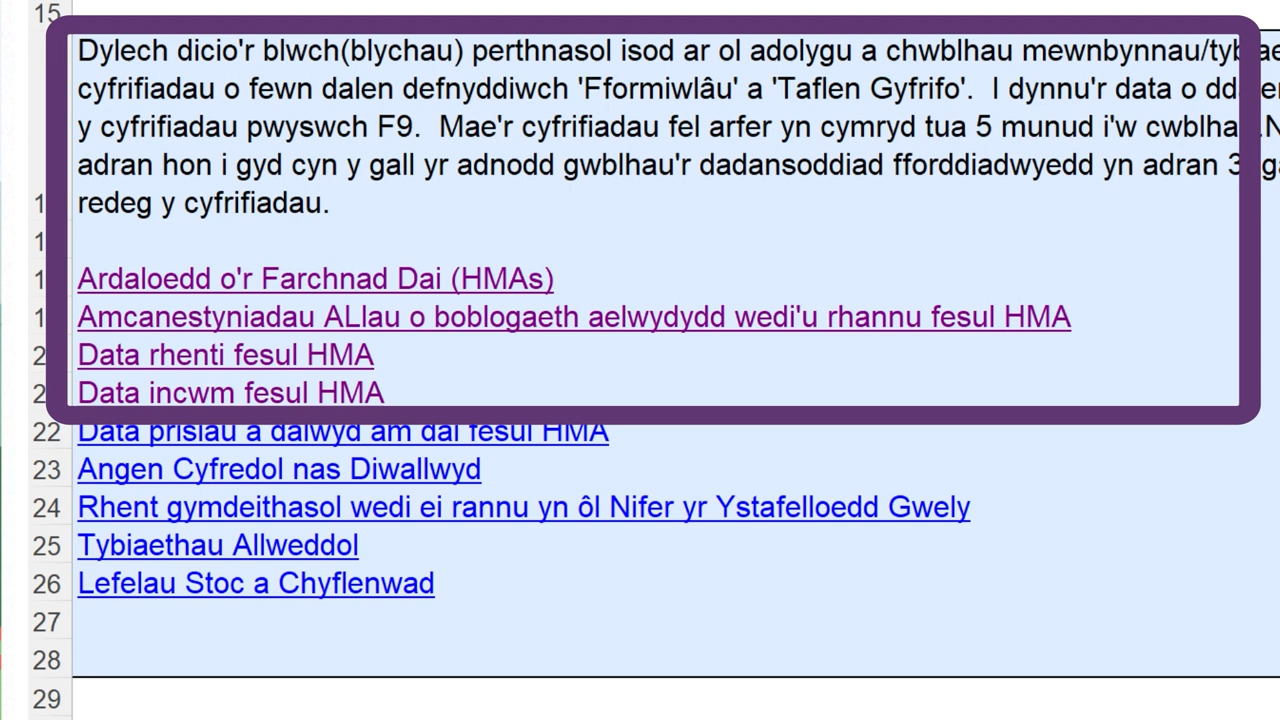 15
Dylech dicio'r blwch(blychau) perthnasol isod ar ol adolygu a chwblhau
cyfrifiadau o fewn dalen defnyddiwch 'Fformiwlâu' a 'Taflen Gyfrifo'. I dynnu'r data o
y cyfrifiadau pwyswch F9. Mae'r cyfrifiadau fel arfer yn cymryd tua 5 munud i'w
adran hon i gyd cyn y gall yr adnodd gwblhau'r dadansoddiad fforddiadwyedd yn adran
redeg y cyfrifiadau.
Ardaloedd o'r Farchnad Dai (HMAs)
Amcanestyniadau ALlau o boblogaeth aelwydydd wedi'u rhannu fesul HMA
Data rhenti fesul HMA
Data incwm fesul HMA
22 Data prisiau a dalwyd am dai fesul HMA
23 Angen Cyfredol nas Diwallwyd
24 Rhent gymdeithasol wedi ei rannu yn ôl Nifer yr Ystafelloedd Gwely
25 Tybiaethau Allweddol
26 Lefelau Stoc a Chyflenwad
27
28
29